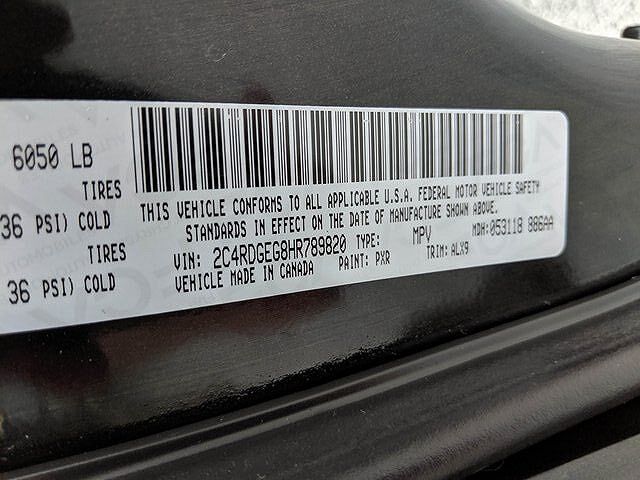 6050 LB
TIRES
36 PSI) COLD
TIRES
36 PSI) COLD
THIS VEHICLE CONFORMS TO ALL APPLICABLE U.S.A. FEDERAL MOTOR VEHICLE SAFETY
STANDARDS IN EFFECT ON THE DATE OF MANUFACTURE SHOWN ABOVE.
VIN: 2C4RDGEG8HR789820 TYPE: MPV MDH: 053118 886AA
VEHICLE MADE IN CANADA PAINT: PXR TRIM: ALX9